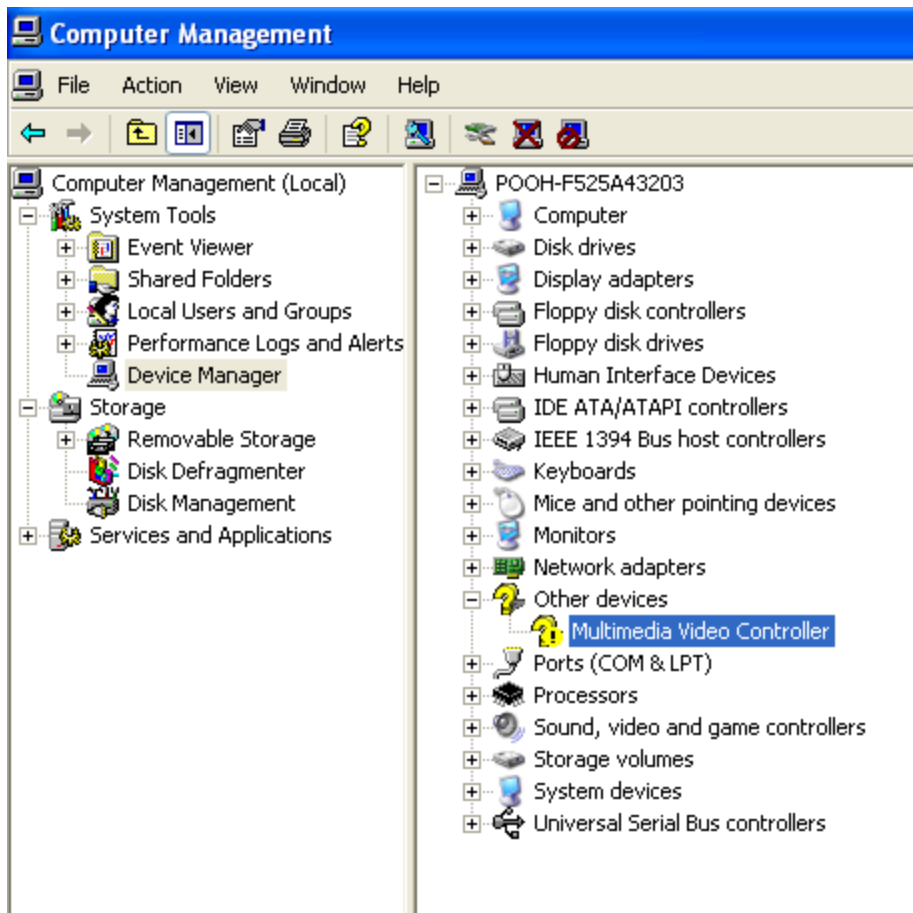 Computer Management
File Action View Window Help
Computer Management (Local)
System Tools
Event Viewer
Shared Folders
Local Users and Groups
Performance Logs and Alerts
Device Manager
Storage
Removable Storage
Disk Defragmenter
Disk Management
Services and Applications
POOH-F525A43203
Computer
Disk drives
Display adapters
Floppy disk controllers
Floppy disk drives
Human Interface Devices
IDE ATA/ATAPI controllers
IEEE 1394 Bus host controllers
Keyboards
Mice and other pointing devices
Monitors
Network adapters
Other devices
Multimedia Video Controller
Ports (COM & LPT)
Processors
Sound, video and game controllers
Storage volumes
System devices
Universal Serial Bus controllers